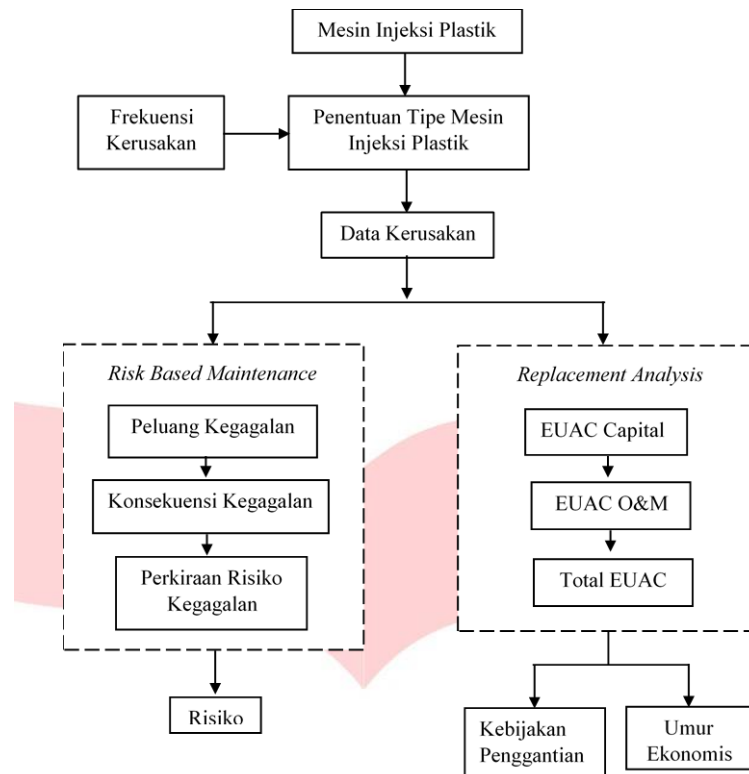 Mesin Injeksi Plastik
Frekuensi
Kerusakan
Penentuan Tipe Mesin
Injeksi Plastik
Data Kerusakan
Risk Based Maintenance
Peluang Kegagalan
Konsekuensi Kegagalan
Perkiraan Risiko
Kegagalan
Risiko
Replacement Analysis
EUAC Capital
EUAC O&M
Total EUAC
Kebijakan
Penggantian
Umur
Ekonomis